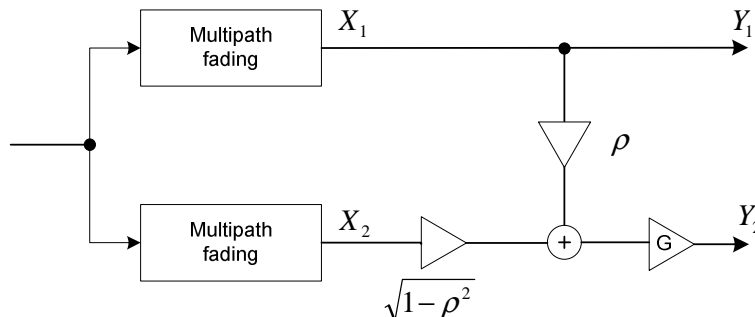 X₁
Y₁
Multipath
fading
ρ
Multipath
fading
X₂
Y₂
+
G
√1−ρ²